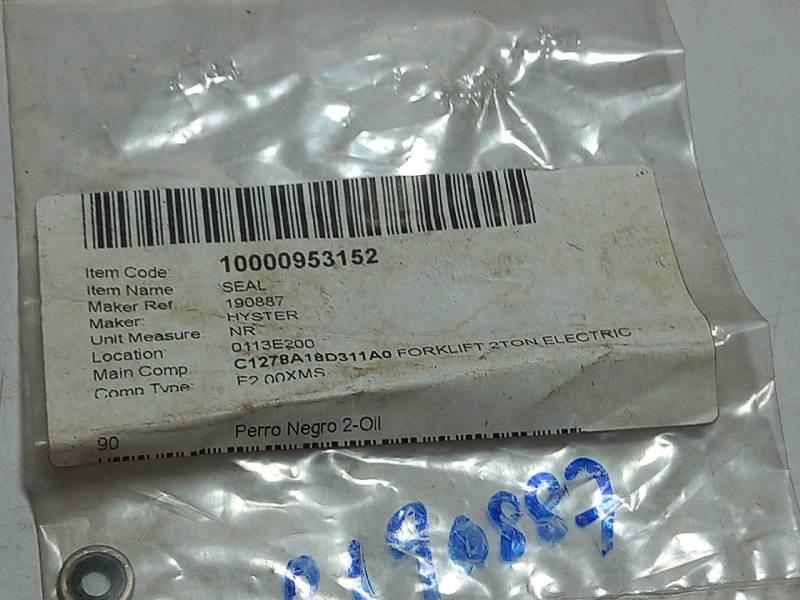 Item Code: 10000953152
Item Name SEAL
Maker Ref 190887
Maker: HYSTER
Unit Measure: NR
Location: 0113E200
Main Comp C1278A18D311A0 FORKLIFT 2TON ELECTRIC
Comp Type: E2.00XMS
90 Perro Negro 2-Oil
190887